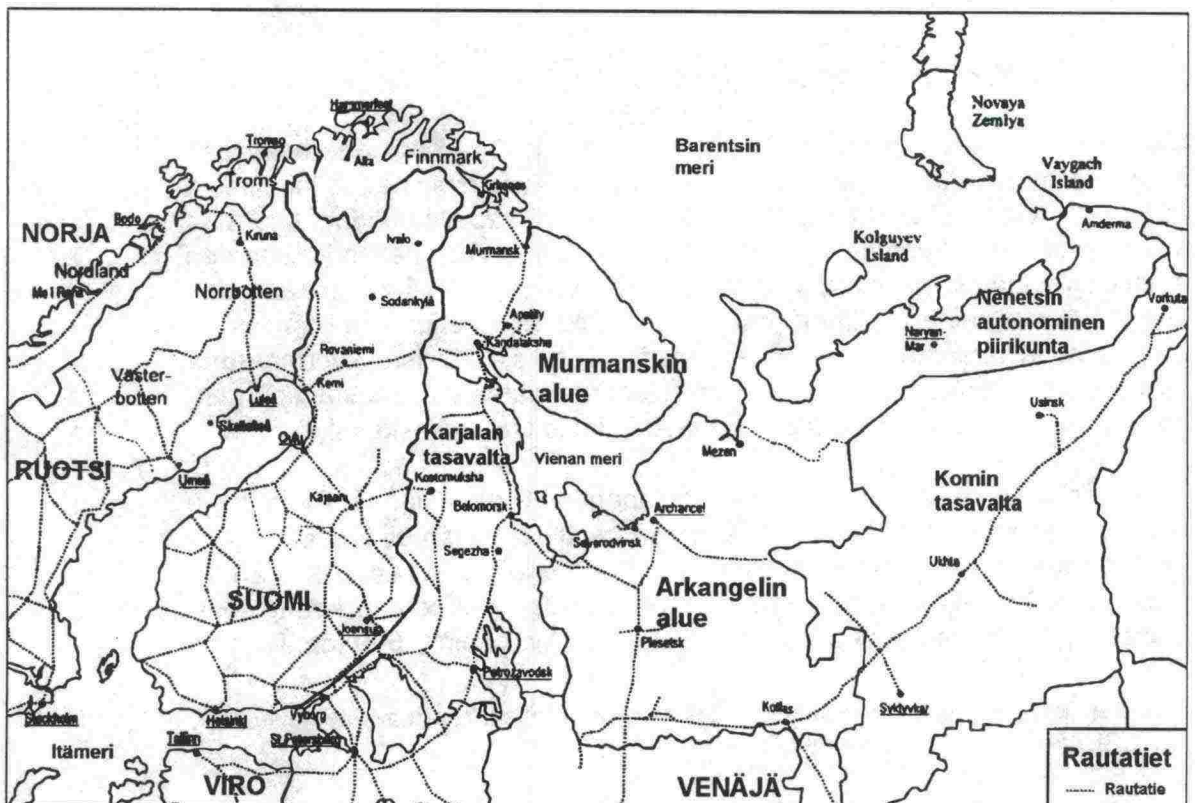 Novaya
Zemlya
Hammerfest
Tromsø
Alta
Finnmark
Barentsin
meri
Vaygach
Island
Troms
Kirkenes
Amderma
Bodø
NORJA
Kiruna
Ivalo
Murmansk
Kolguyev
Island
Nordland
Mo I Rana
Norrbotten
Sodankylä
Nenetsin
autonominen
piirikunta
Vorkuta
Apatity
Naryan-
Mar
Kandalaksha
Rovaniemi
Murmanskin
alue
Väster-
botten
Kemi
Luleå
Usinsk
Skellefteå
Oulu
Karjalan
tasavalta
Vienan meri
Mezen
RUOTSI
Umeå
Kajaani
Kostomuksha
Komin
tasavalta
Belomorsk
Archangel
Severodvinsk
Segezha
Ukhta
SUOMI
Arkangelin
alue
Joensuu
Plesetsk
Petrozavodsk
Kotlas
Syktyvkar
Stockholm
Helsinki
Vyborg
Itämeri
Tallinn
St.Petersburg
VIRO
VENÄJÄ
Rautatiet
Rautatie